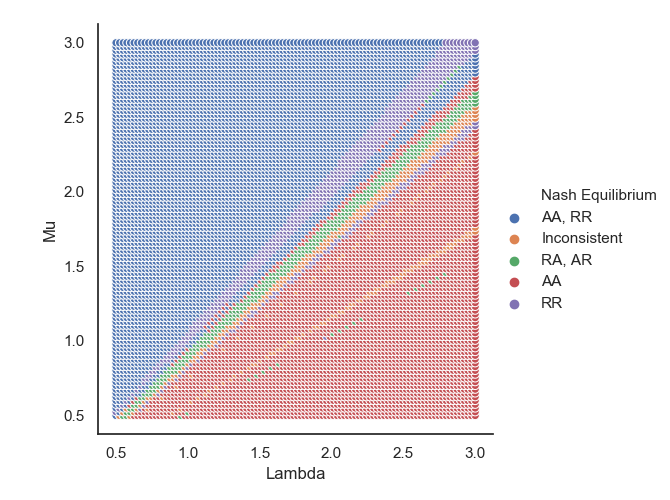 3.0
2.5
2.0
1.5
1.0
0.5
Mu
0.5 1.0 1.5 2.0 2.5 3.0
Lambda
Nash Equilibrium
AA, RR
Inconsistent
RA, AR
AA
RR